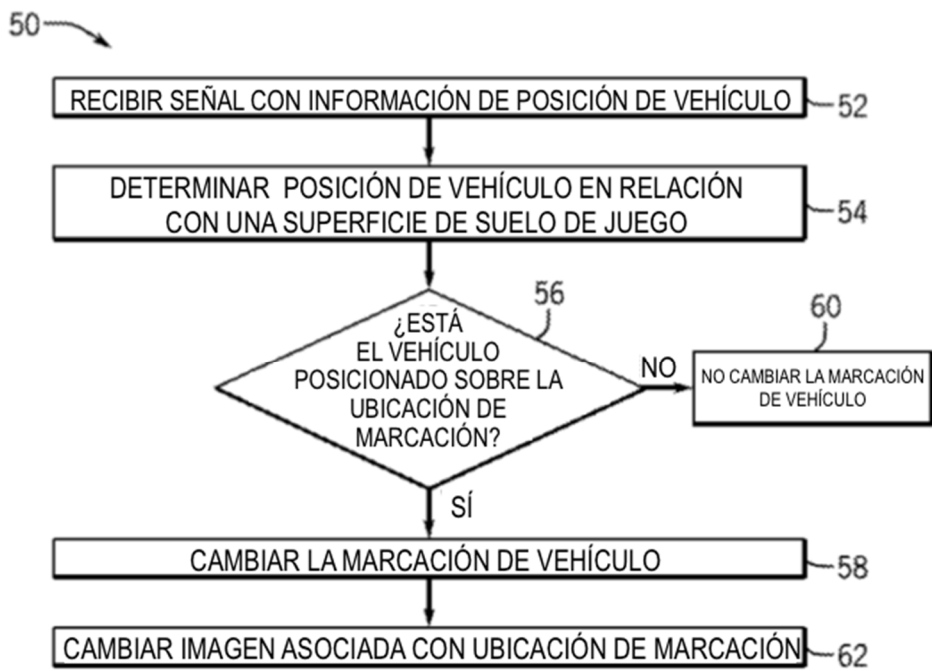 50
RECIBIR SEÑAL CON INFORMACIÓN DE POSICIÓN DE VEHÍCULO
52
DETERMINAR POSICIÓN DE VEHÍCULO EN RELACIÓN
CON UNA SUPERFICIE DE SUELO DE JUEGO
54
¿ESTÁ
EL VEHÍCULO
POSICIONADO SOBRE LA
UBICACIÓN DE
MARCACIÓN?
56
NO
60
NO CAMBIAR LA MARCACIÓN
DE VEHÍCULO
SÍ
CAMBIAR LA MARCACIÓN DE VEHÍCULO
58
CAMBIAR IMAGEN ASOCIADA CON UBICACIÓN DE MARCACIÓN
62